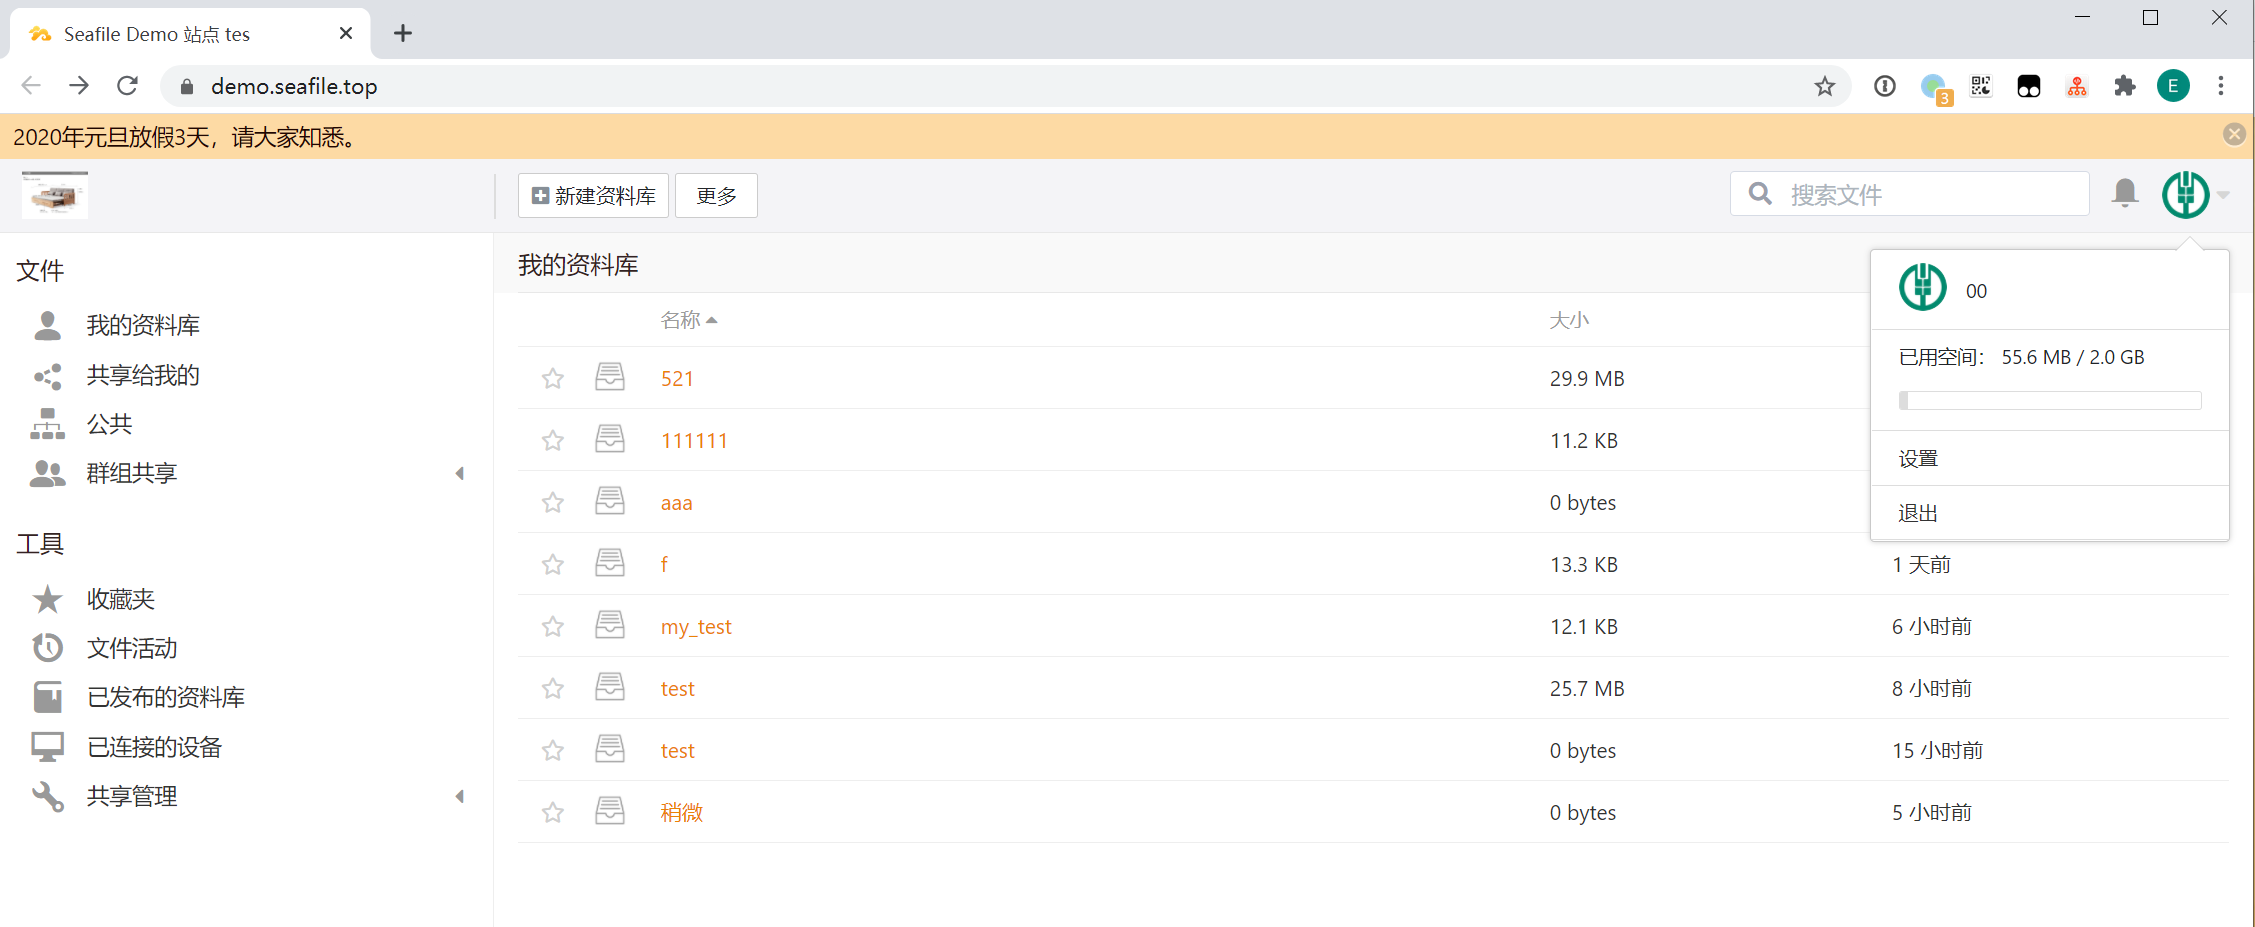 Seafile Demo 站点 tes
demo.seafile.top
3
E
2020年元旦放假3天，请大家知悉。
新建资料库
更多
搜索文件
文件
我的资料库
共享给我的
公共
群组共享
工具
收藏夹
文件活动
已发布的资料库
已连接的设备
共享管理
我的资料库
名称 大小
521 29.9 MB
111111 11.2 KB
aaa 0 bytes
f 13.3 KB 1 天前
my_test 12.1 KB 6 小时前
test 25.7 MB 8 小时前
test 0 bytes 15 小时前
稍微 0 bytes 5 小时前
00
已用空间： 55.6 MB / 2.0 GB
设置
退出